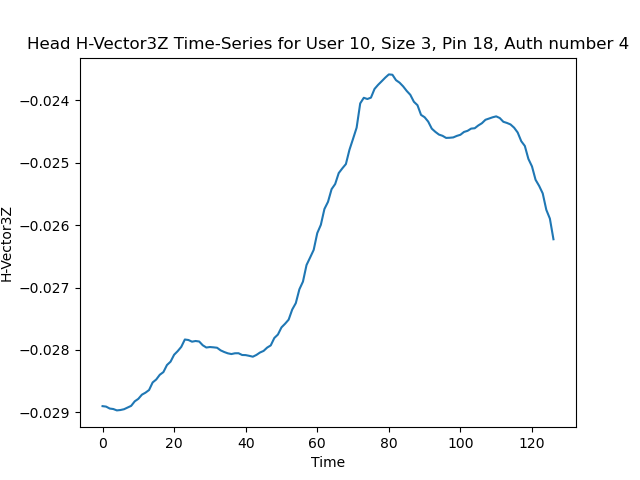 Head H-Vector3Z Time-Series for User 10, Size 3, Pin 18, Auth number 4
H-Vector3Z
−0.024
−0.025
−0.026
−0.027
−0.028
−0.029
0 20 40 60 80 100 120
Time